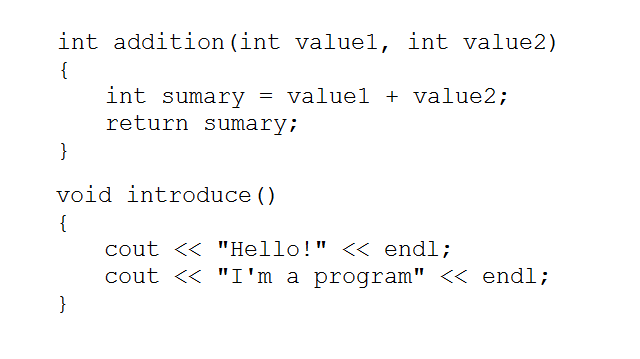 int addition(int value1, int value2)
{
    int sumary = value1 + value2;
    return sumary;
}
void introduce()
{
    cout << "Hello!" << endl;
    cout << "I'm a program" << endl;
}